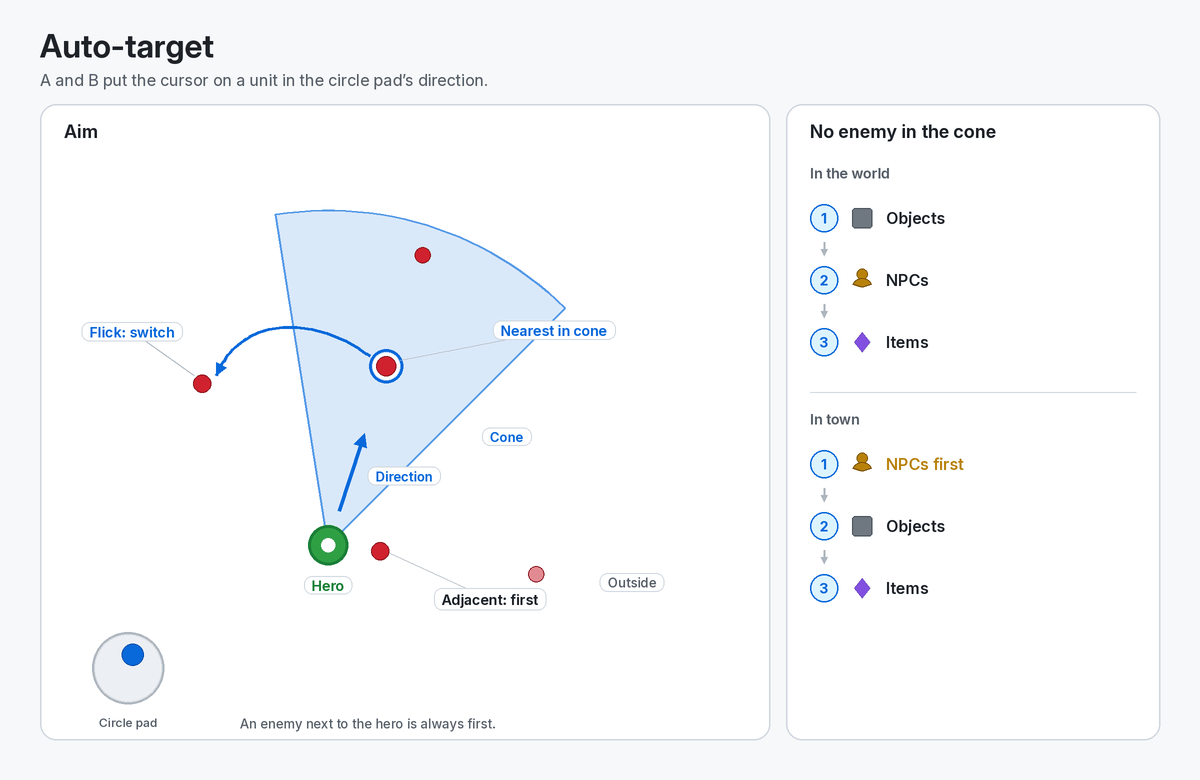 Auto-target
A and B put the cursor on a unit in the circle pad’s direction.
Aim
Flick: switch
Nearest in cone
Cone
Direction
Hero
Adjacent: first
Outside
Circle pad
An enemy next to the hero is always first.
No enemy in the cone
In the world
1 Objects
2 NPCs
3 Items
In town
1 NPCs first
2 Objects
3 Items